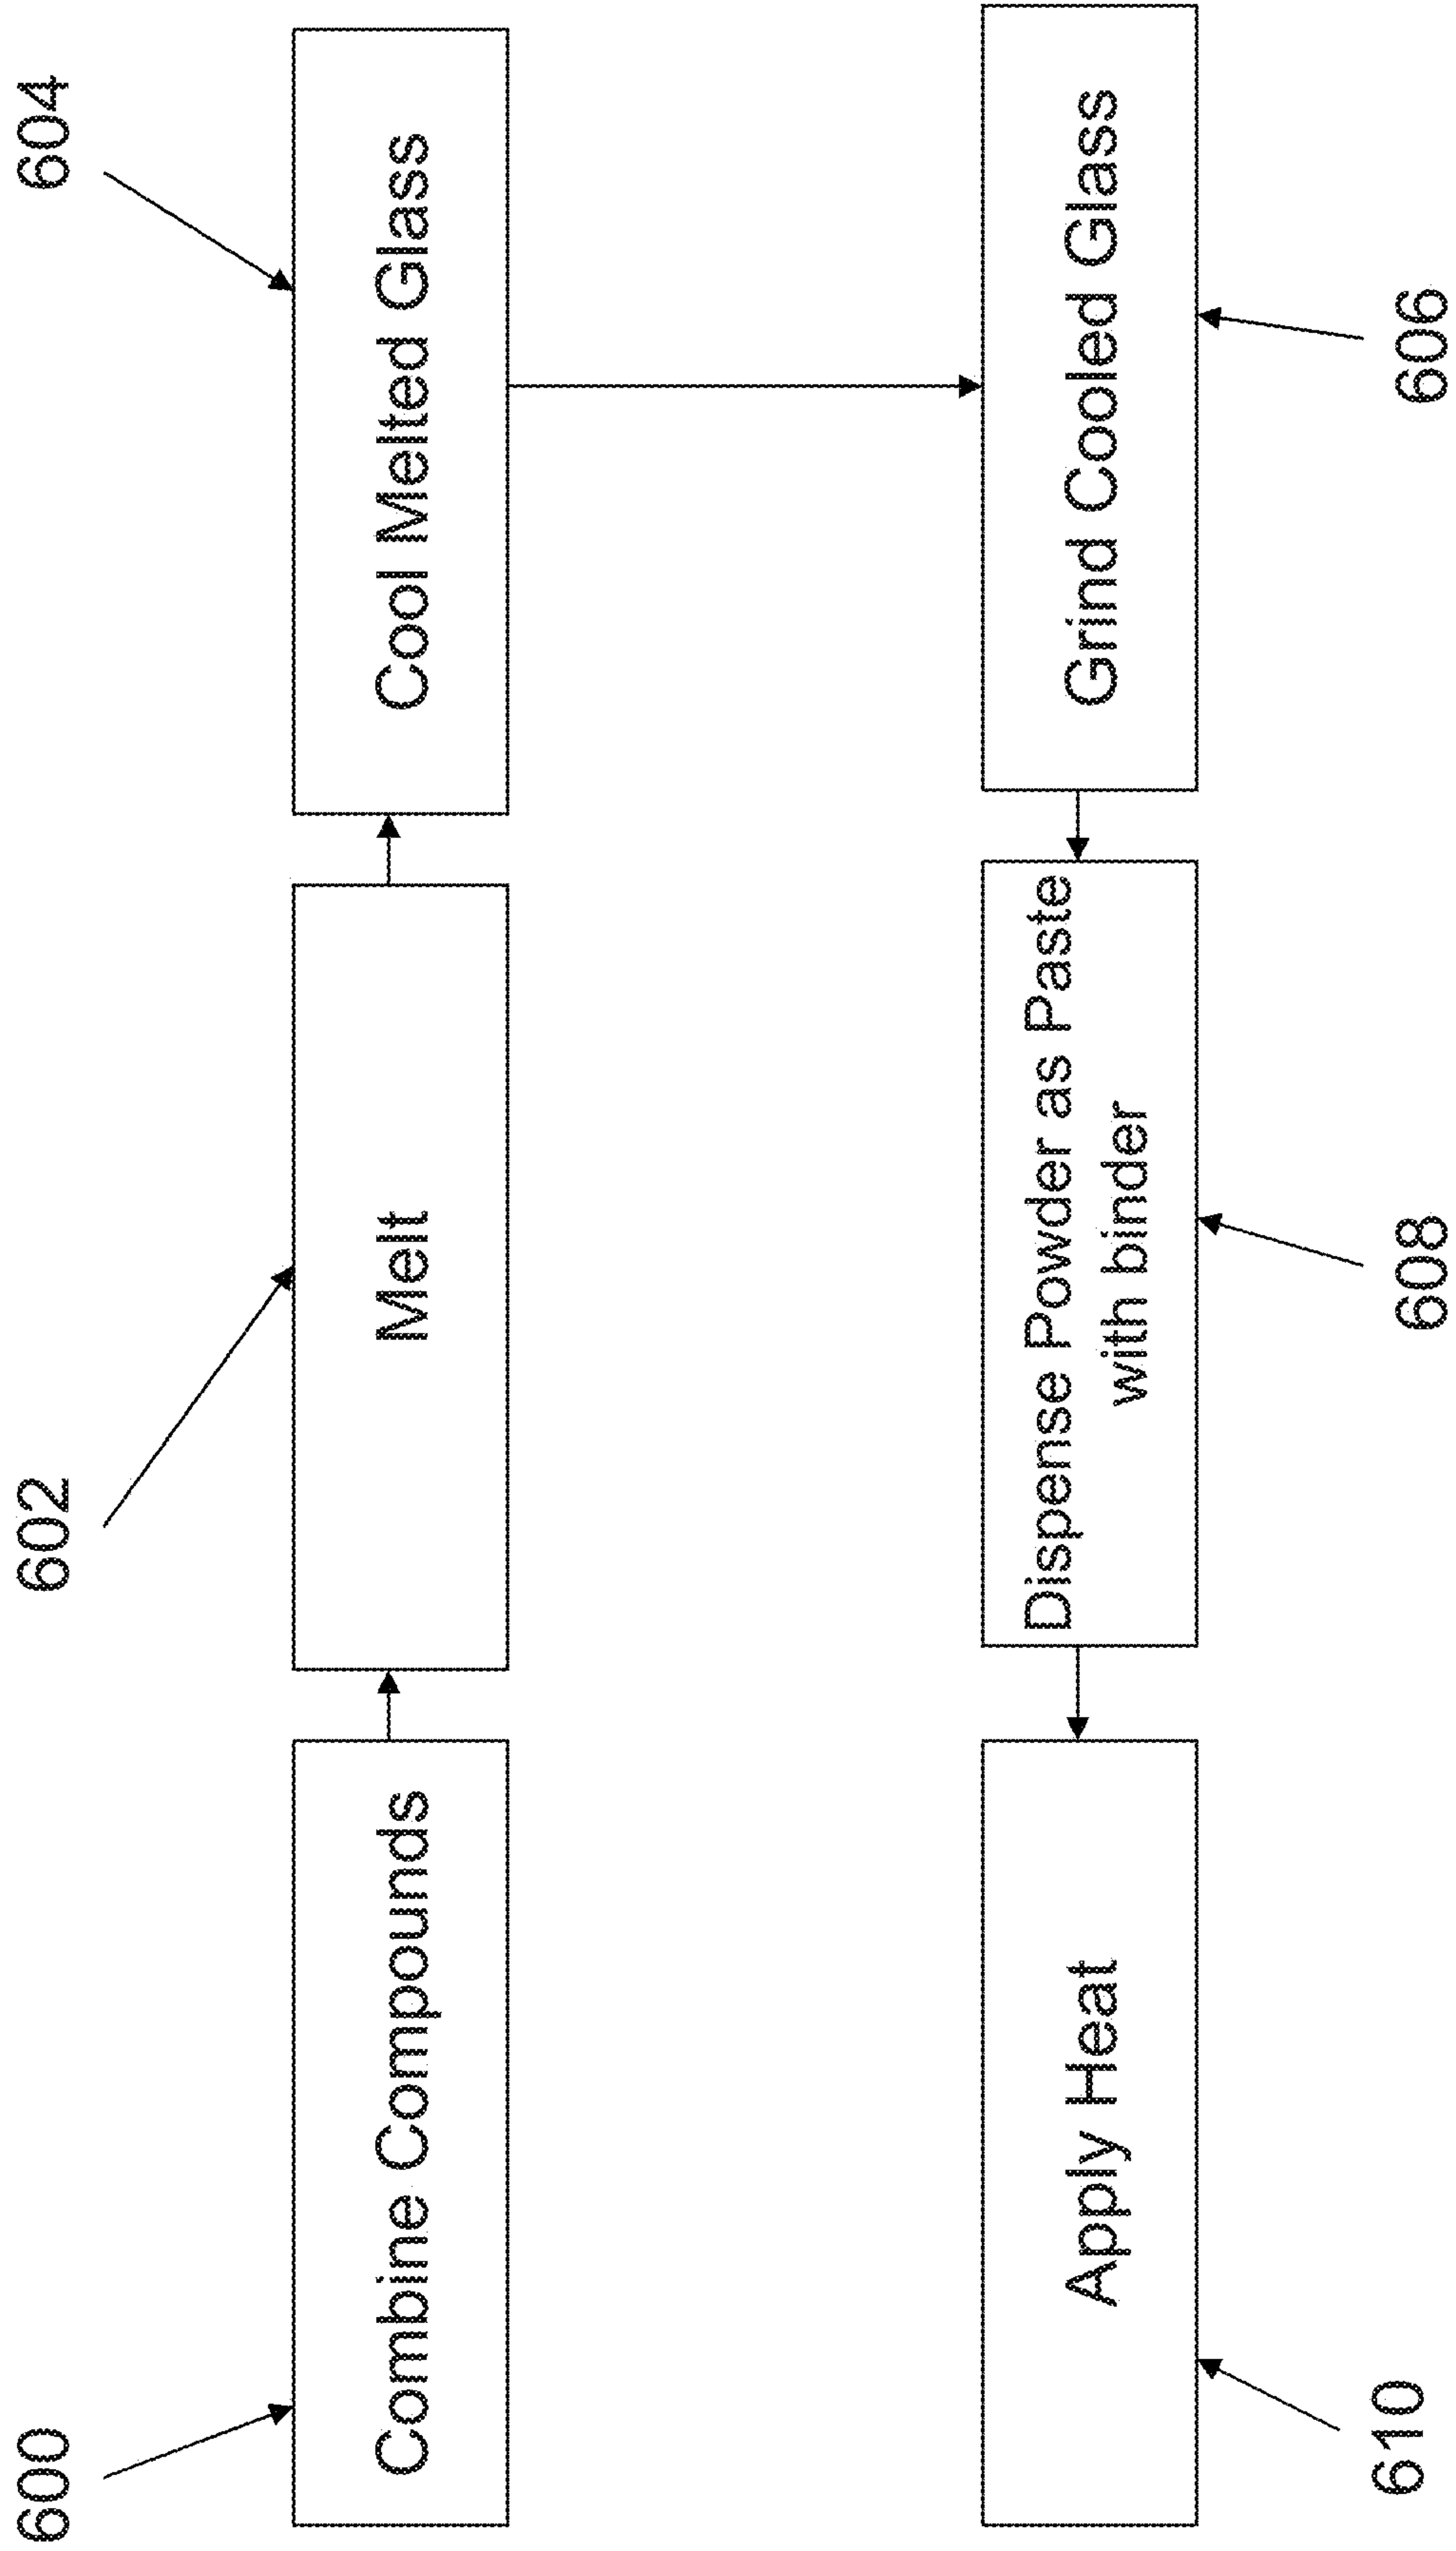 600
602
604
Combine Compounds
Melt
Cool Melted Glass
Apply Heat
Dispense Powder as Paste
with binder
Grind Cooled Glass
610
608
606